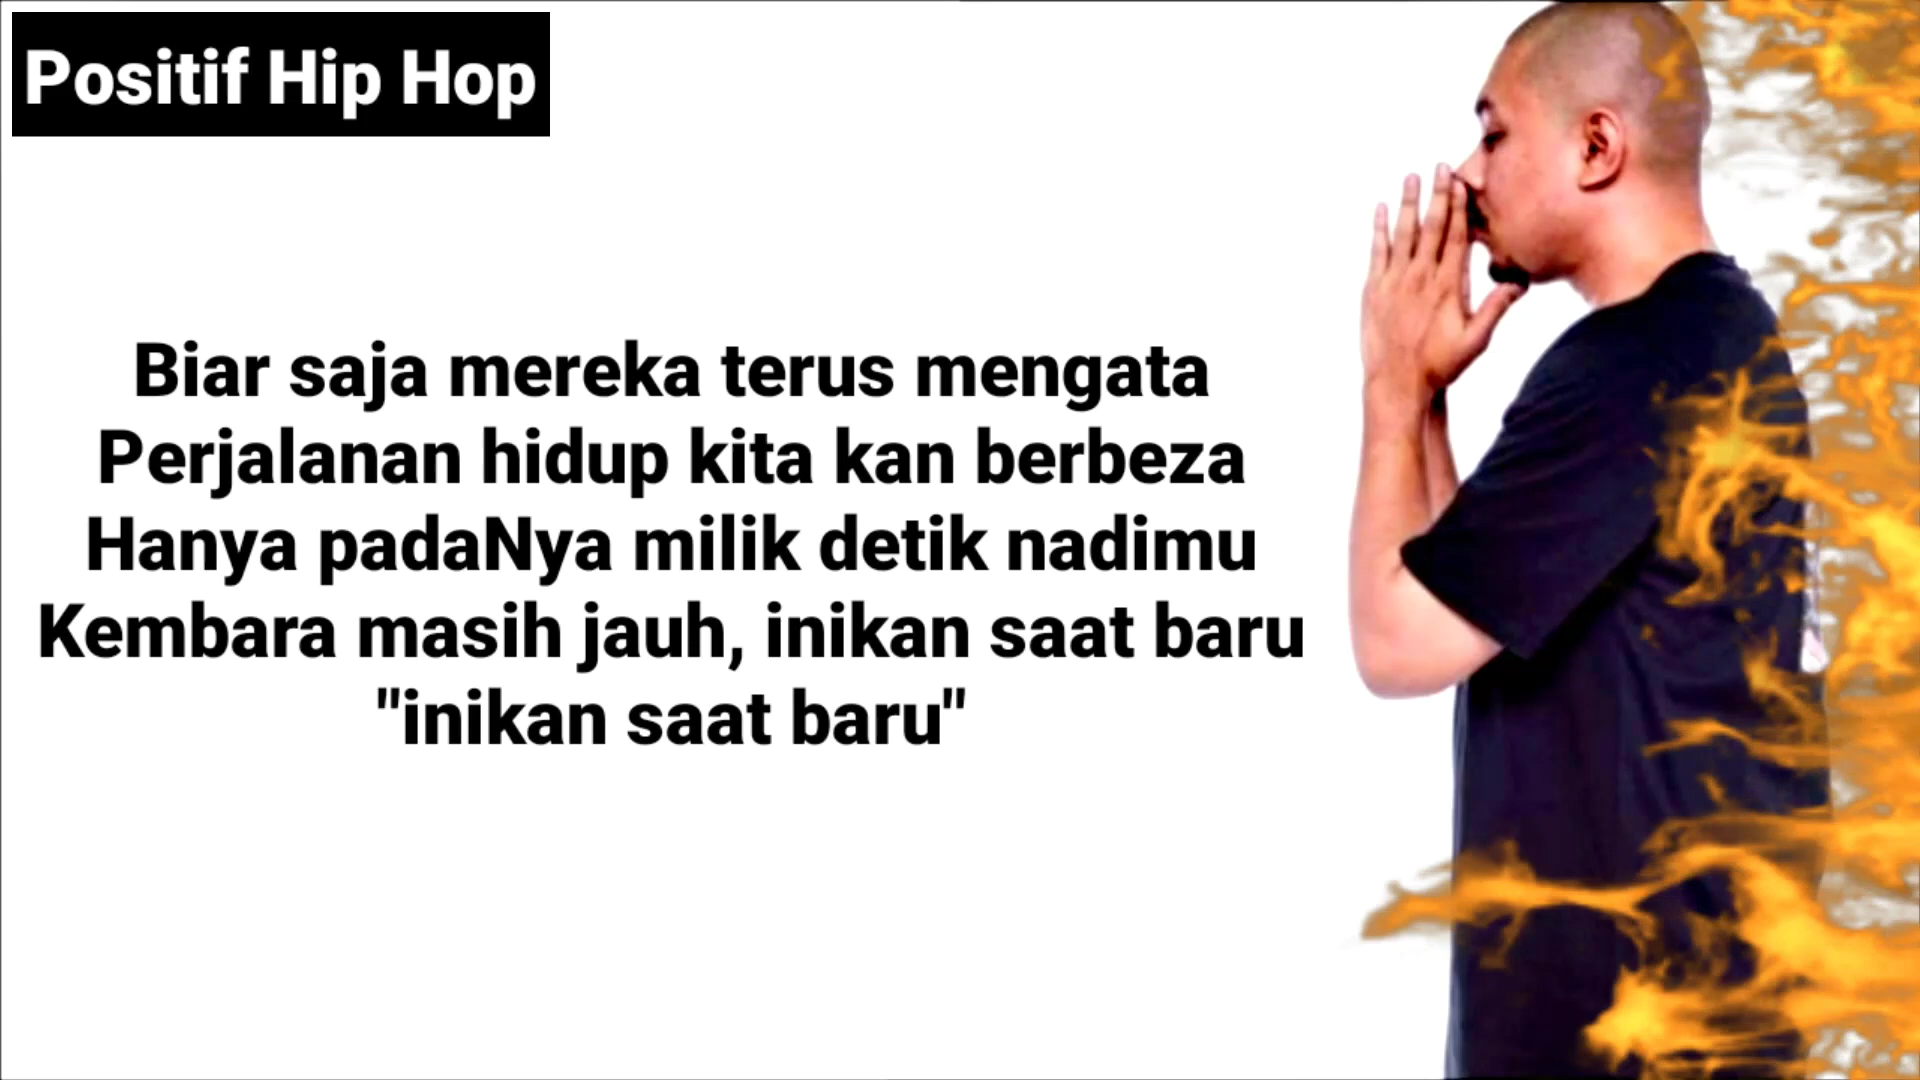 Positif Hip Hop
Biar saja mereka terus mengata
Perjalanan hidup kita kan berbeza
Hanya padaNya milik detik nadimu
Kembara masih jauh, inikan saat baru
"inikan saat baru"